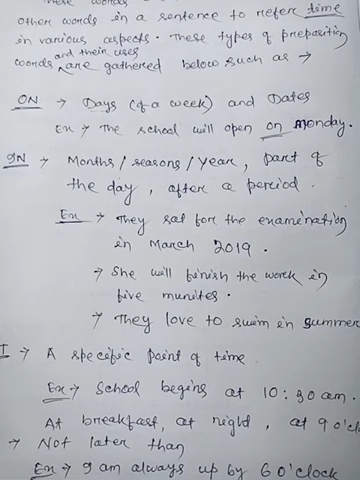 These words
other words in a sentence to refer time
in various aspects. These types of preposition
words and their uses are gathered below such as →
ON → Days (of a week) and Dates
Ex → The school will open on Monday.
IN → Months/seasons/year, part of
the day, after a period.
Ex → They sat for the examination
in March 2019.
→ She will finish the work in
five munites.
→ They love to swim in summer
→ A specific point of time
Ex → School begins at 10:30 am.
At breakfast, at night, at 9 o'cl
→ Not later than
Ex → I am always up by 6 o'clock